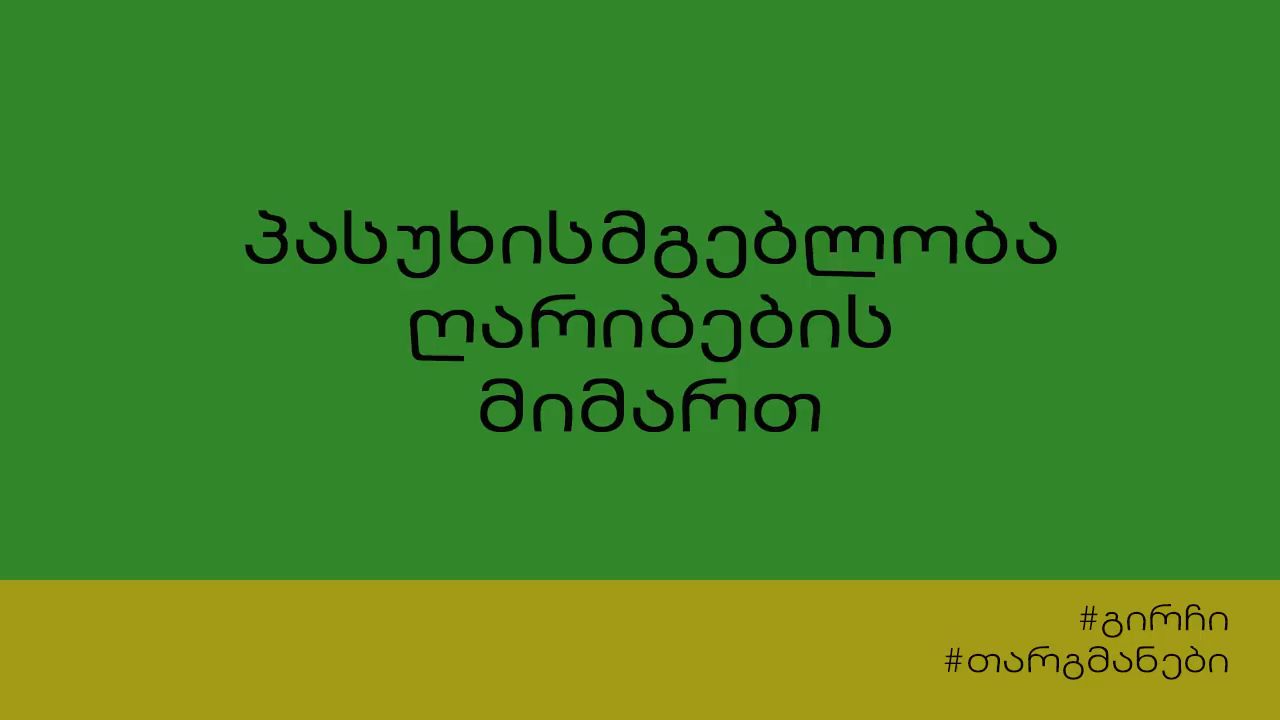 პასუხისმგებლობა
ღარიბების
მიმართ
#გირჩი
#თარგმანები